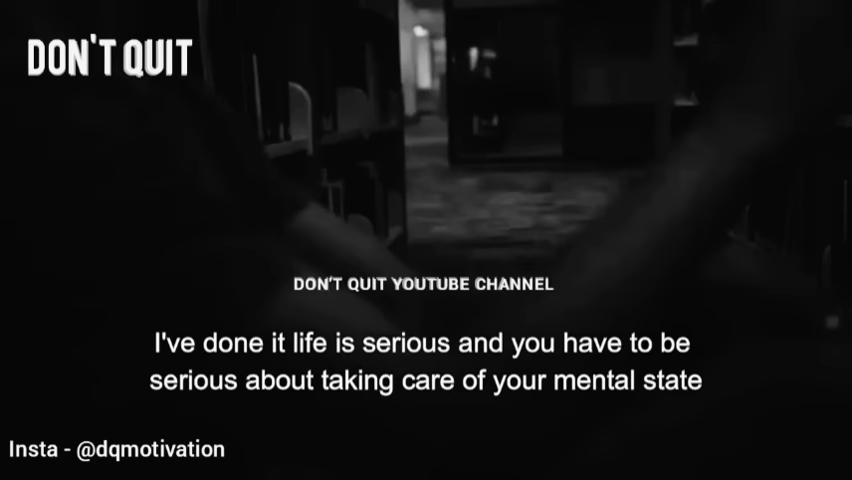 DON'T QUIT
DON'T QUIT YOUTUBE CHANNEL
I've done it life is serious and you have to be
serious about taking care of your mental state
Insta - @dqmotivation